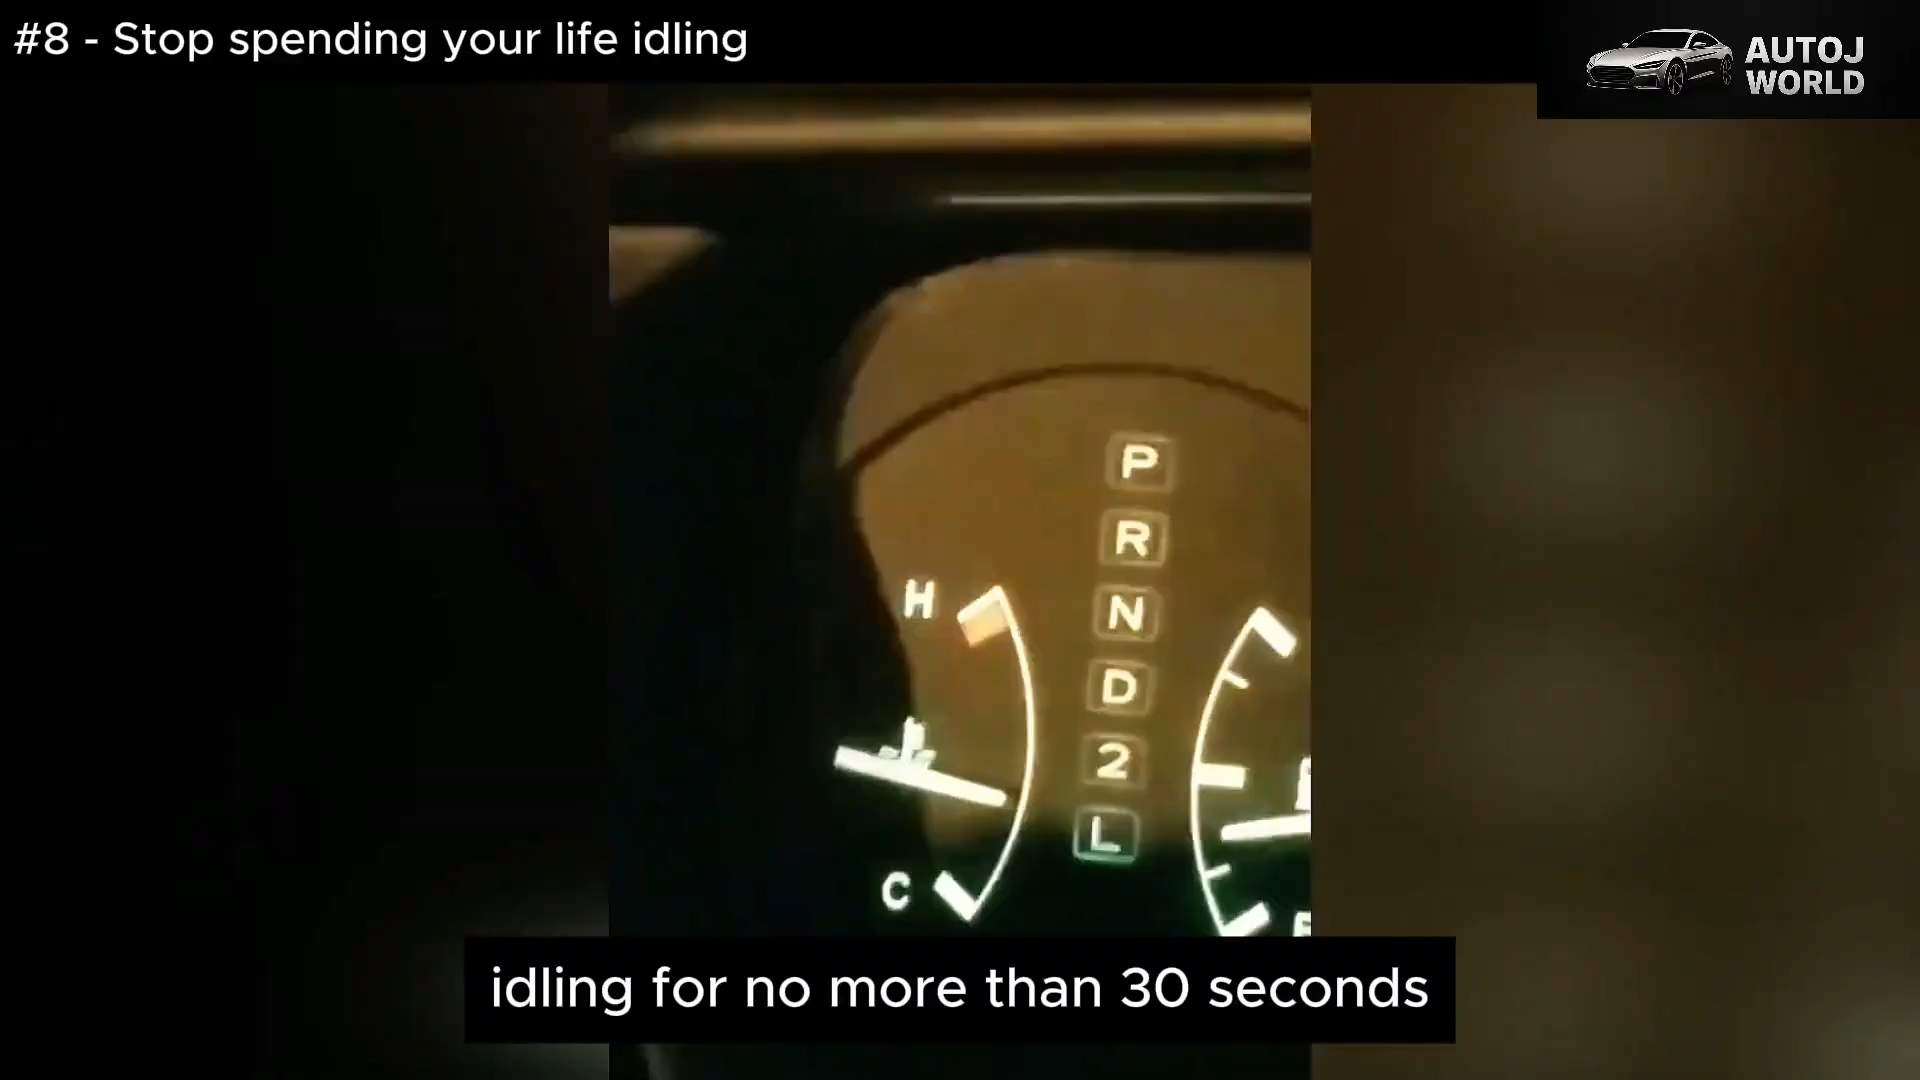 #8 - Stop spending your life idling
AUTOJ
WORLD
P
R
N
D
2
L
H
C
idling for no more than 30 seconds